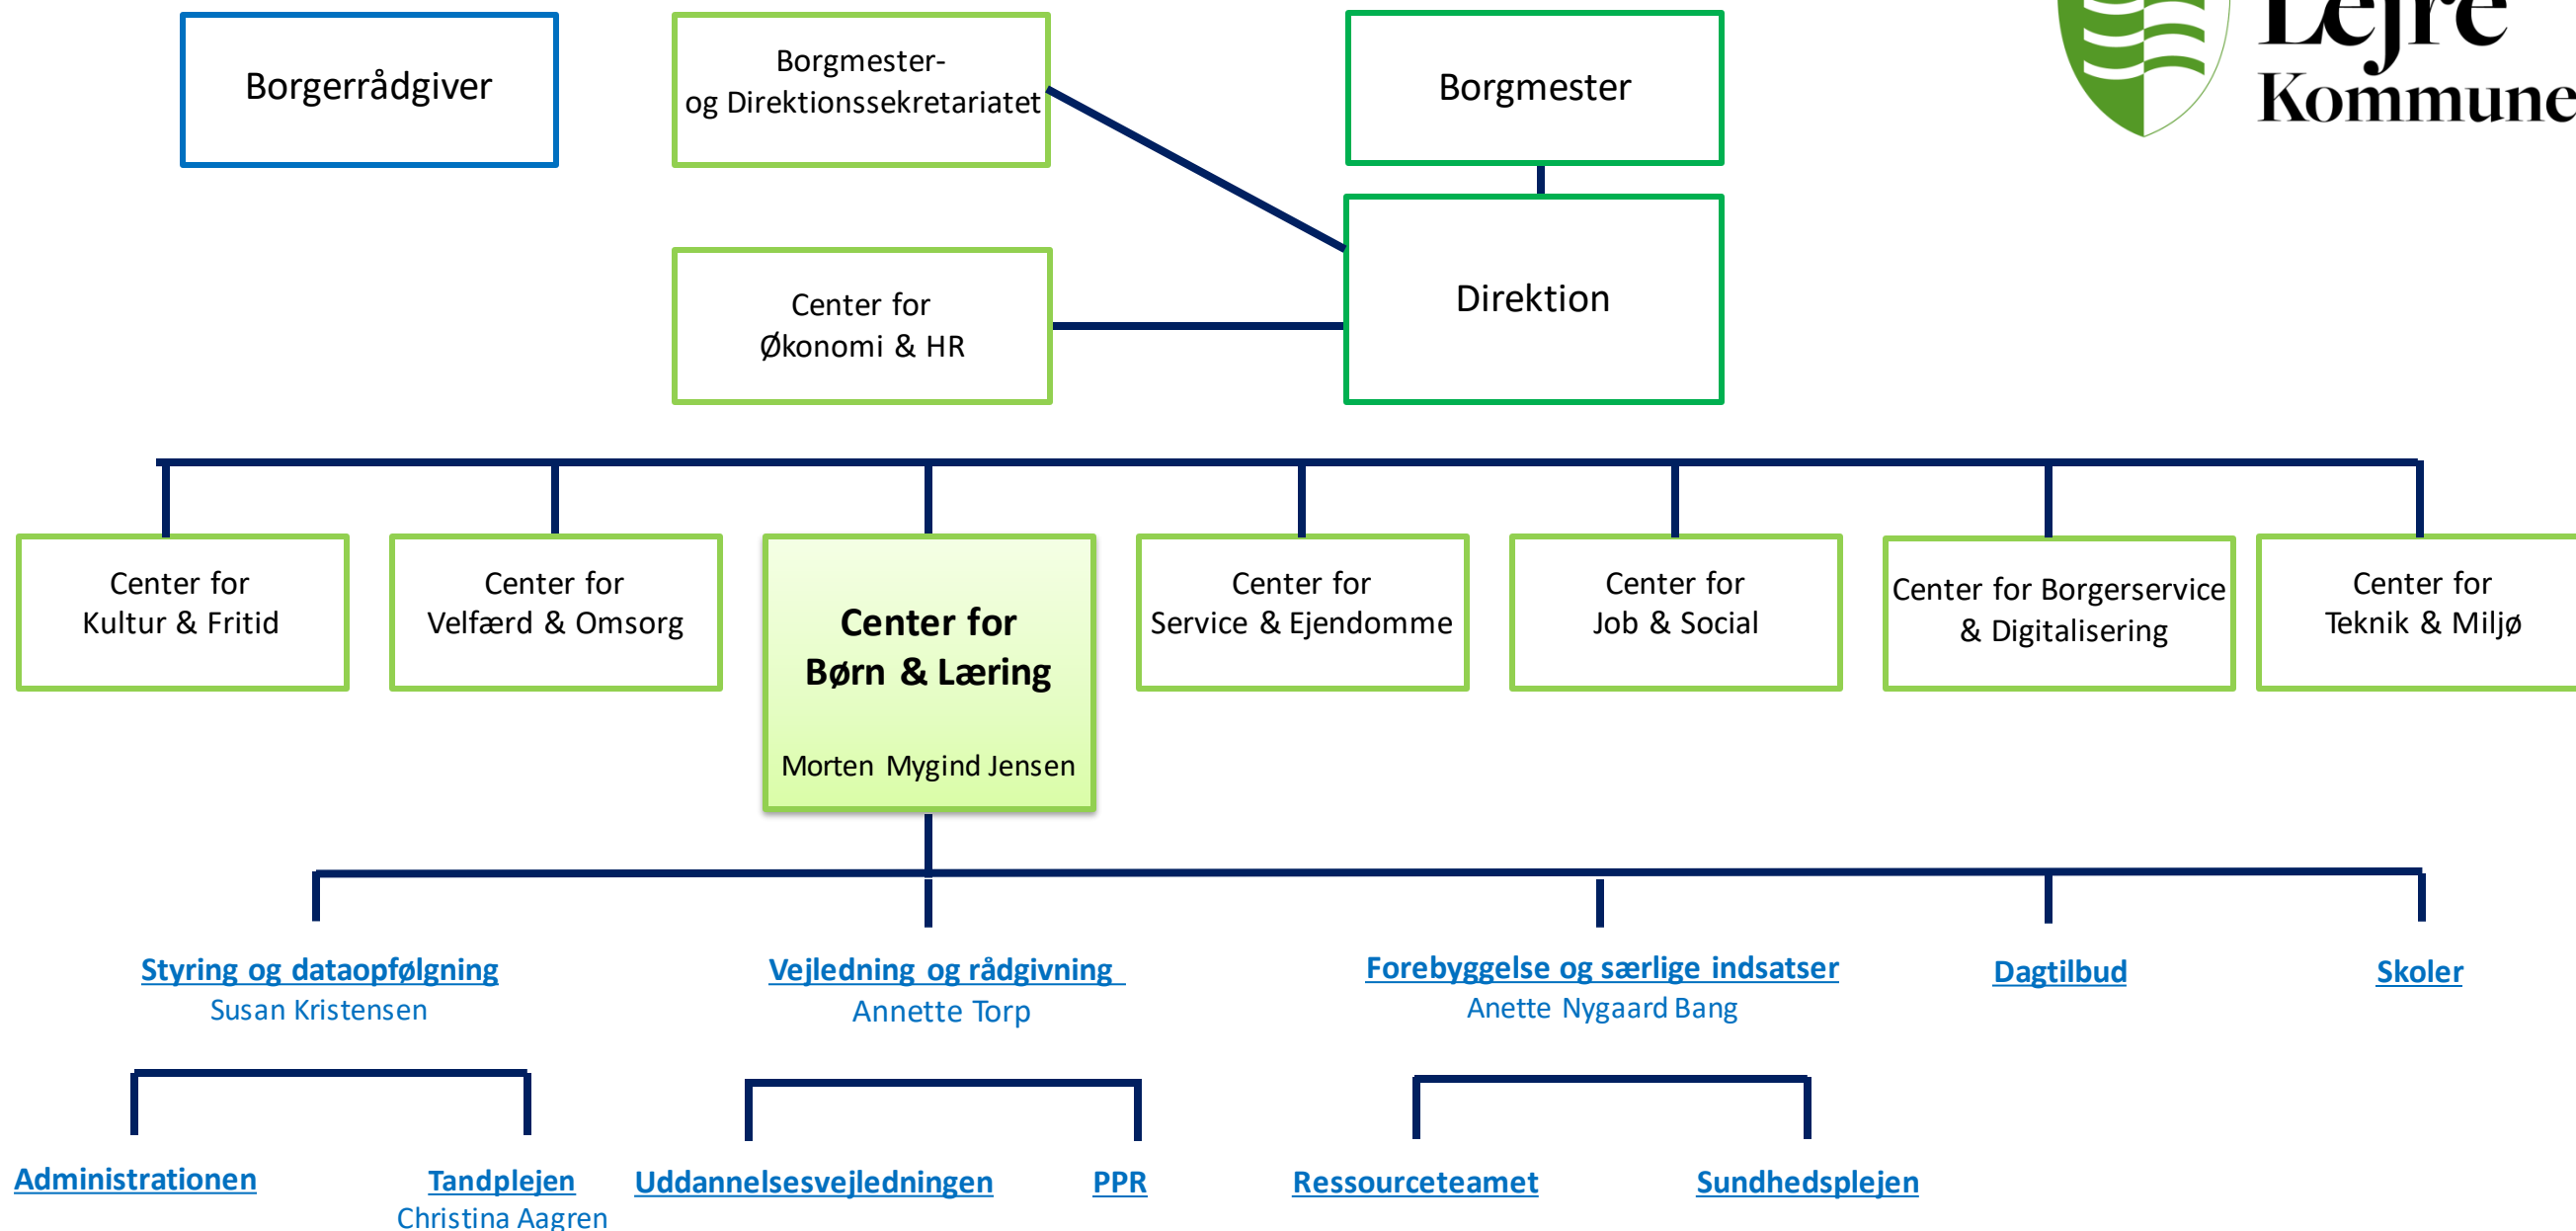 Borgerrådgiver
Borgmester-
og Direktionssekretariatet
Borgmester
Lejre
Kommune
Center for
Økonomi & HR
Direktion
Center for
Kultur & Fritid
Center for
Velfærd & Omsorg
Center for
Børn & Læring
Morten Mygind Jensen
Center for
Service & Ejendomme
Center for
Job & Social
Center for Borgerservice
& Digitalisering
Center for
Teknik & Miljø
Styring og dataopfølgning
Susan Kristensen
Vejledning og rådgivning
Annette Torp
Forebyggelse og særlige indsatser
Anette Nygaard Bang
Dagtilbud
Skoler
Administrationen
Tandplejen
Christina Aagren
Uddannelsesvejledningen
PPR
Ressourceteamet
Sundhedsplejen